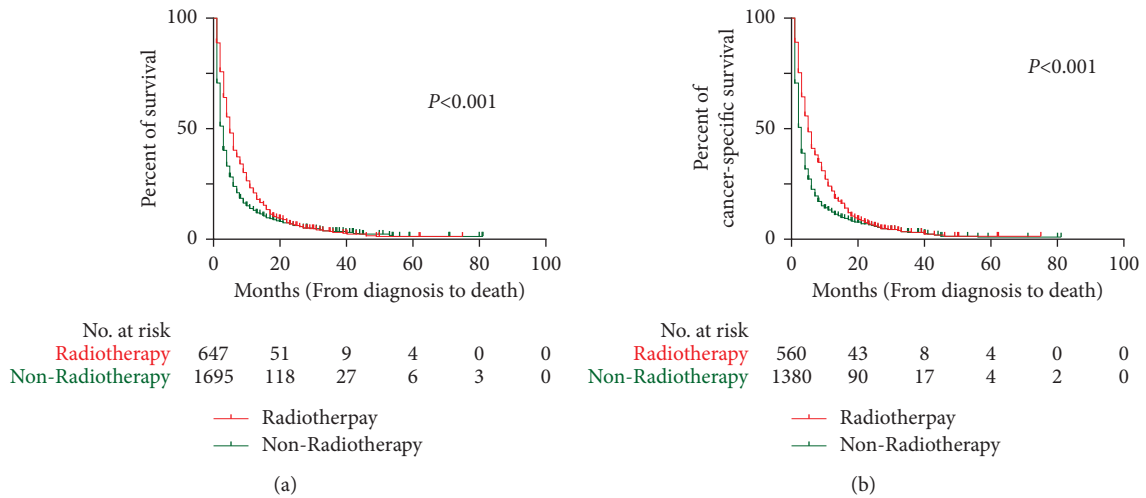 100
50
0
Percent of survival
P<0.001
0 20 40 60 80 100
Months (From diagnosis to death)
No. at risk
Radiotherapy 647 51 9 4 0 0
Non-Radiotherapy 1695 118 27 6 3 0
Radiotherpay
Non-Radiotherapy
(a)
100
50
0
Percent of
cancer-specific survival
P<0.001
0 20 40 60 80 100
Months (From diagnosis to death)
No. at risk
Radiotherapy 560 43 8 4 0 0
Non-Radiotherapy 1380 90 17 4 2 0
Radiotherpay
Non-Radiotherapy
(b)